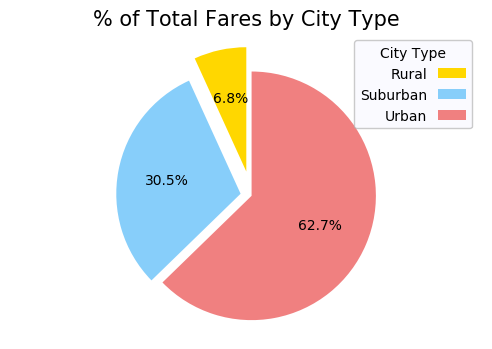 % of Total Fares by City Type
City Type
Rural
Suburban
Urban
6.8%
30.5%
62.7%